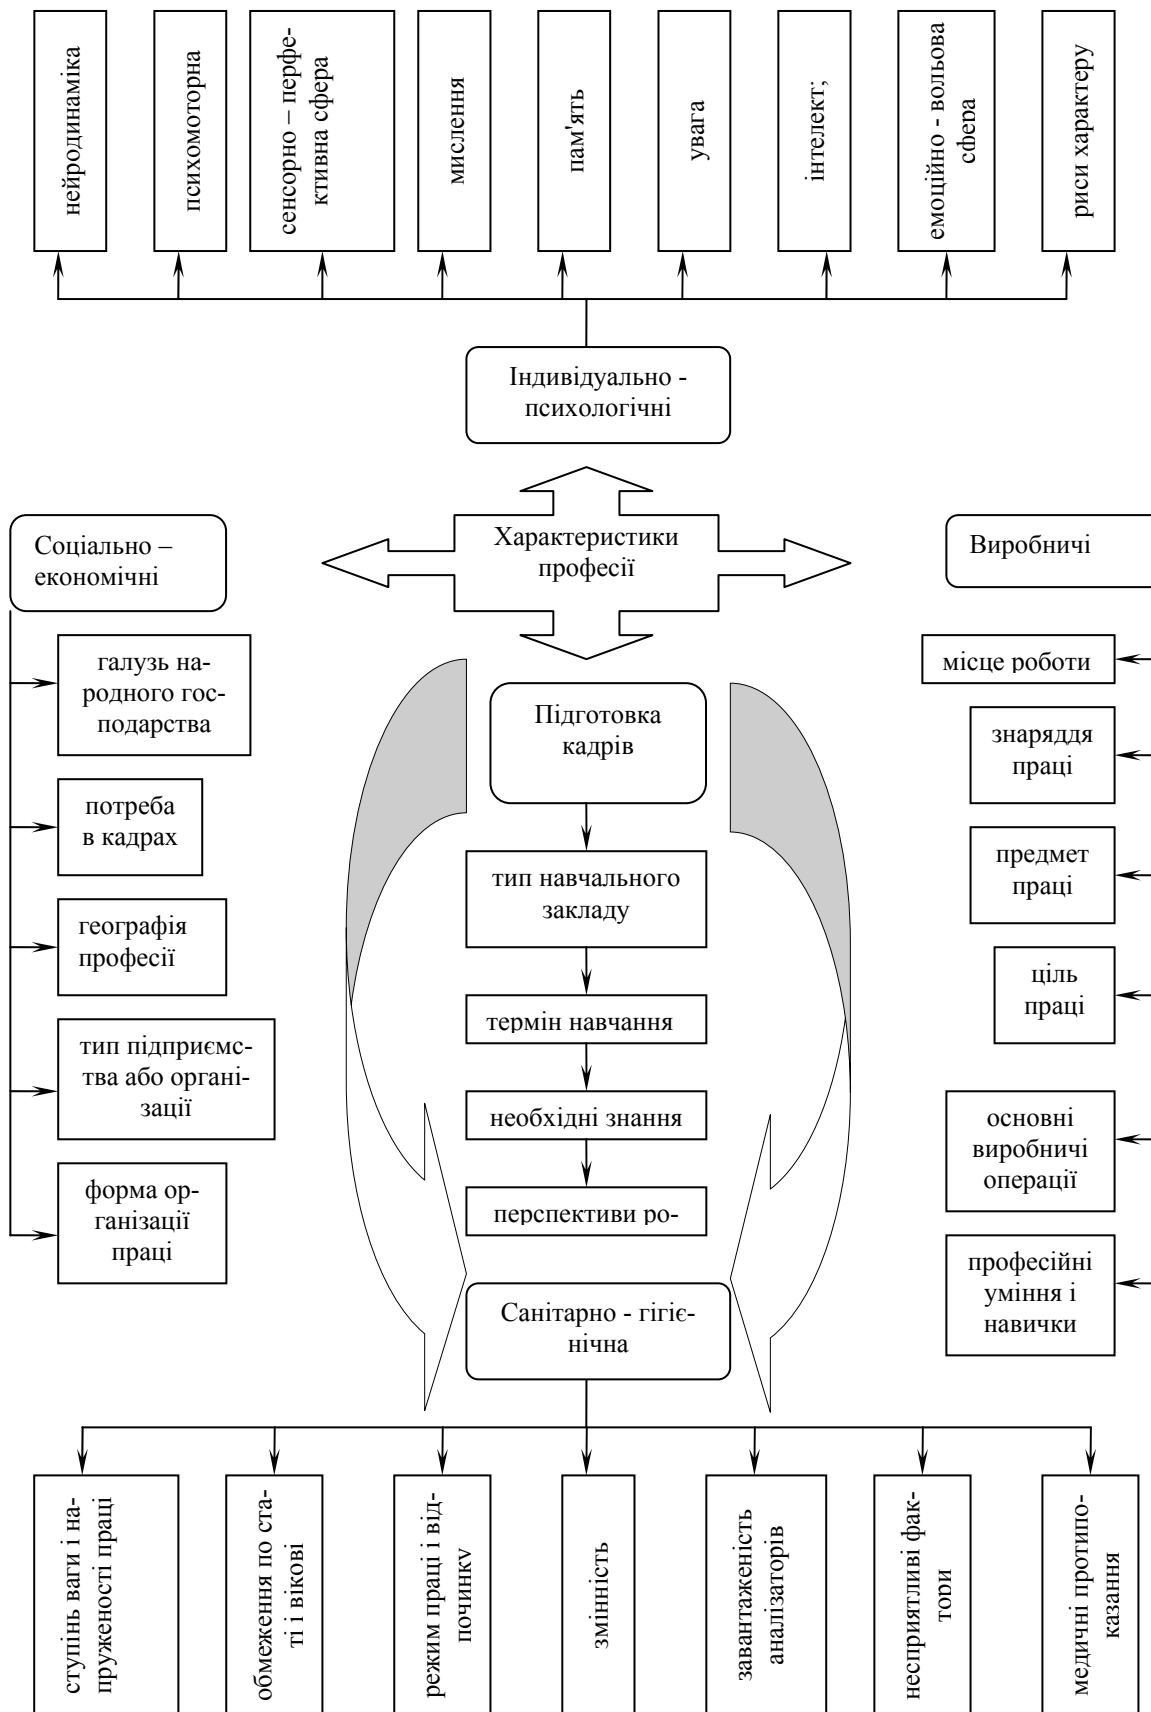 нейродинаміка
психомоторна
сенсорно – перфе-
ктивна сфера
мислення
пам'ять
увага
інтелект;
емоційно - вольова
сфера
риси характеру
Індивідуально -
психологічні
Характеристики
професії
Соціально –
економічні
галузь на-
родного гос-
подарства
потреба
в кадрах
географія
професії
тип підприємс-
тва або органі-
зації
форма ор-
ганізації
праці
Підготовка
кадрів
тип навчального
закладу
термін навчання
необхідні знання
перспективи ро-
Виробничі
місце роботи
знаряддя
праці
предмет
праці
ціль
праці
основні
виробничі
операції
професійні
уміння і
навички
Санітарно - гігіє-
нічна
ступінь ваги і на-
пруженості праці
обмеження по ста-
ті і вікові
режим праці і від-
починку
змінність
завантаженість
аналізаторів
несприятливі фак-
тори
медичні протипо-
казання